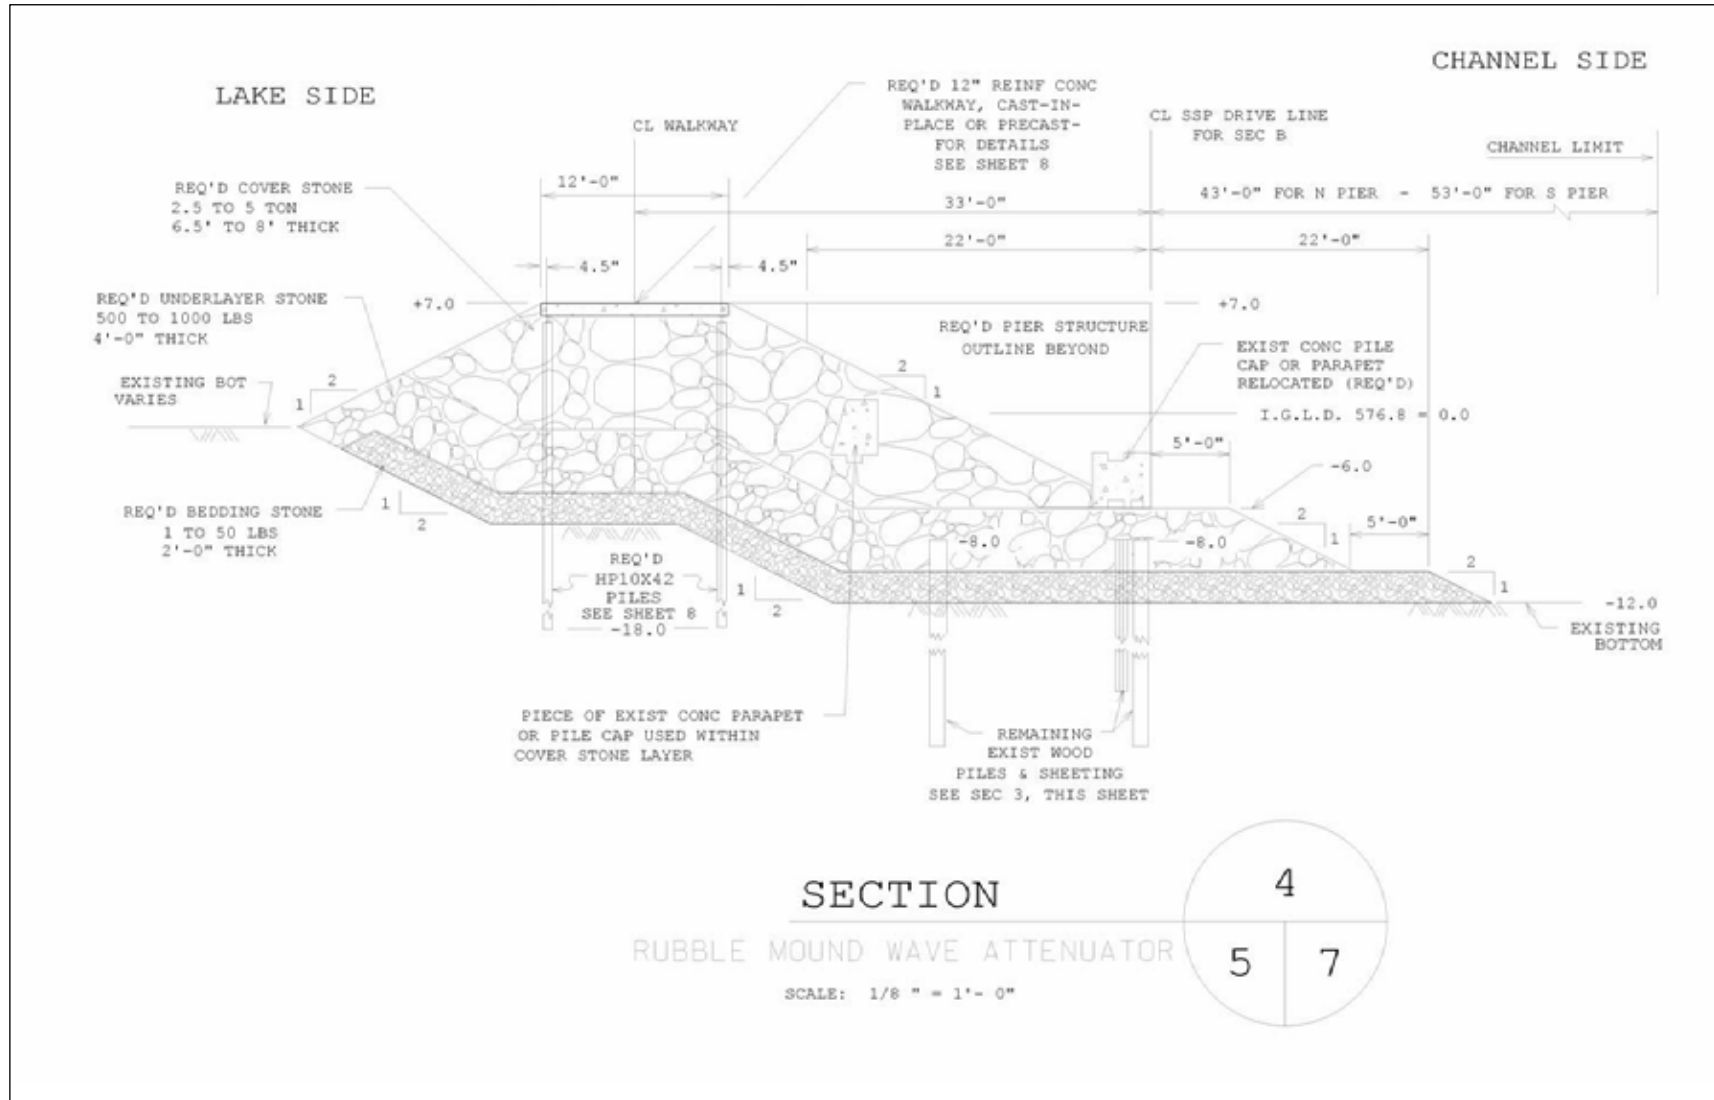 LAKE SIDE
CHANNEL SIDE
CL WALKWAY
REQ'D 12" REINF CONC
WALKWAY, CAST-IN-
PLACE OR PRECAST-
FOR DETAILS
SEE SHEET 8
CL SSP DRIVE LINE
FOR SEC B
CHANNEL LIMIT
REQ'D COVER STONE
2.5 TO 5 TON
6.5' TO 8' THICK
12'-0"
33'-0"
43'-0" FOR N PIER - 53'-0" FOR S PIER
22'-0"
22'-0"
4.5"
4.5"
REQ'D UNDERLAYER STONE
500 TO 1000 LBS
4'-0" THICK
+7.0
+7.0
REQ'D PIER STRUCTURE
OUTLINE BEYOND
EXIST CONC PILE
CAP OR PARAPET
RELOCATED (REQ'D)
EXISTING BOT
VARIES
2
1
2
1
I.G.L.D. 576.8 = 0.0
5'-0"
-6.0
REQ'D BEDDING STONE
1 TO 50 LBS
2'-0" THICK
1
2
2
1
5'-0"
-8.0
-8.0
REQ'D
HP10X42
PILES
SEE SHEET 8
-18.0
1
2
2
1
-12.0
EXISTING
BOTTOM
PIECE OF EXIST CONC PARAPET
OR PILE CAP USED WITHIN
COVER STONE LAYER
REMAINING
EXIST WOOD
PILES & SHEETING
SEE SEC 3, THIS SHEET
SECTION
4
5
7
RUBBLE MOUND WAVE ATTENUATOR
SCALE: 1/8 " = 1'- 0"